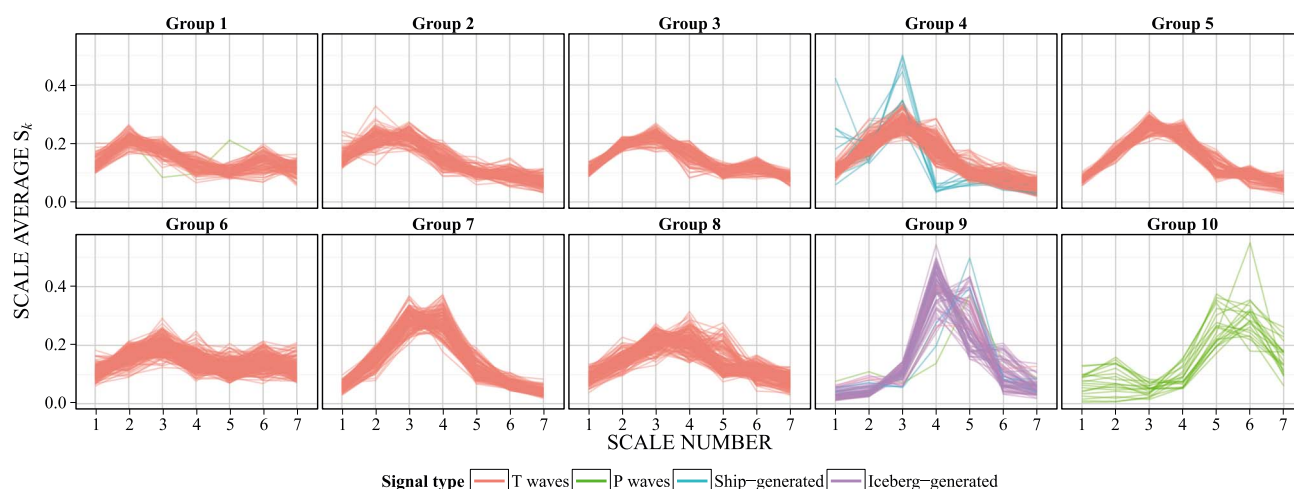 Group 1 Group 2 Group 3 Group 4 Group 5
0.4
0.2
0.0
SCALE AVERAGE Sk
Group 6 Group 7 Group 8 Group 9 Group 10
0.4
0.2
0.0
1 2 3 4 5 6 7 1 2 3 4 5 6 7 1 2 3 4 5 6 7 1 2 3 4 5 6 7 1 2 3 4 5 6 7
SCALE NUMBER
Signal type T waves P waves Ship−generated Iceberg−generated